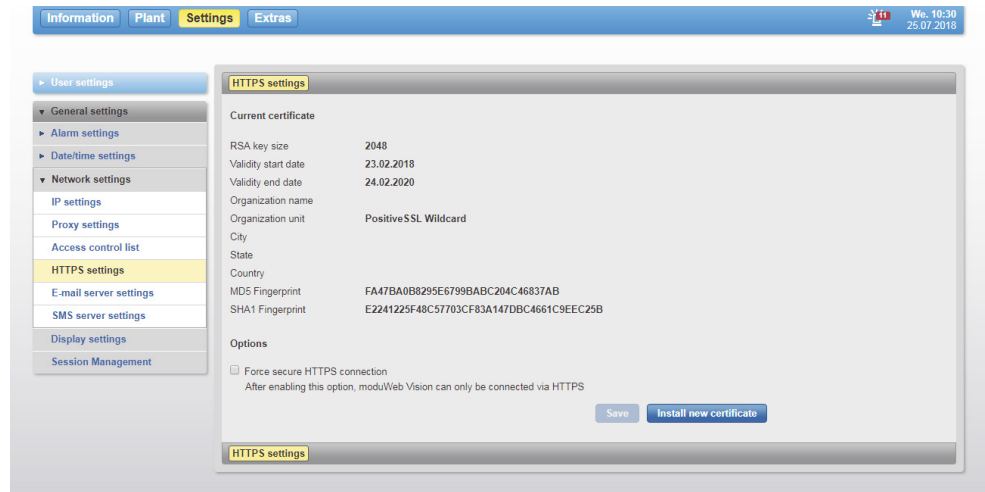 Information Plant Settings Extras 11 We. 10:30
25.07.2018
User settings
General settings
Alarm settings
Date/time settings
Network settings
IP settings
Proxy settings
Access control list
HTTPS settings
E-mail server settings
SMS server settings
Display settings
Session Management
HTTPS settings
Current certificate
RSA key size 2048
Validity start date 23.02.2018
Validity end date 24.02.2020
Organization name
Organization unit PositiveSSL Wildcard
City
State
Country
MD5 Fingerprint FA47BA0B8295E6799BABC204C46837AB
SHA1 Fingerprint E2241225F48C57703CF83A147DBC4661C9EEC25B
Options
Force secure HTTPS connection
After enabling this option, moduWeb Vision can only be connected via HTTPS
Save Install new certificate
HTTPS settings